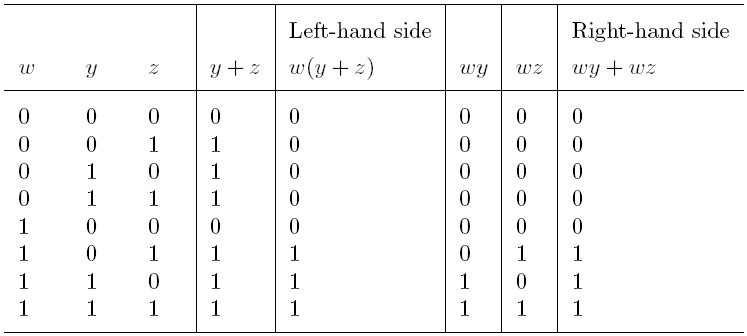 Left-hand side Right-hand side
w y z y + z w(y + z) wy wz wy + wz
0 0 0 0 0 0 0 0
0 0 1 1 0 0 0 0
0 1 0 1 0 0 0 0
0 1 1 1 0 0 0 0
1 0 0 0 0 0 0 0
1 0 1 1 1 0 1 1
1 1 0 1 1 1 0 1
1 1 1 1 1 1 1 1